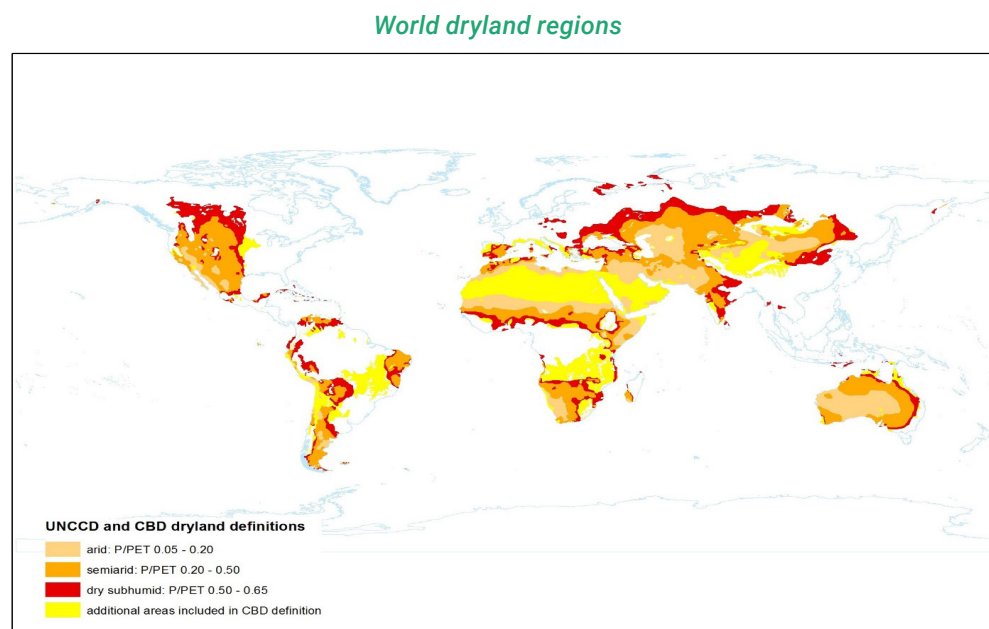 World dryland regions
UNCCD and CBD dryland definitions
arid: P/PET 0.05 - 0.20
semiarid: P/PET 0.20 - 0.50
dry subhumid: P/PET 0.50 - 0.65
additional areas included in CBD definition